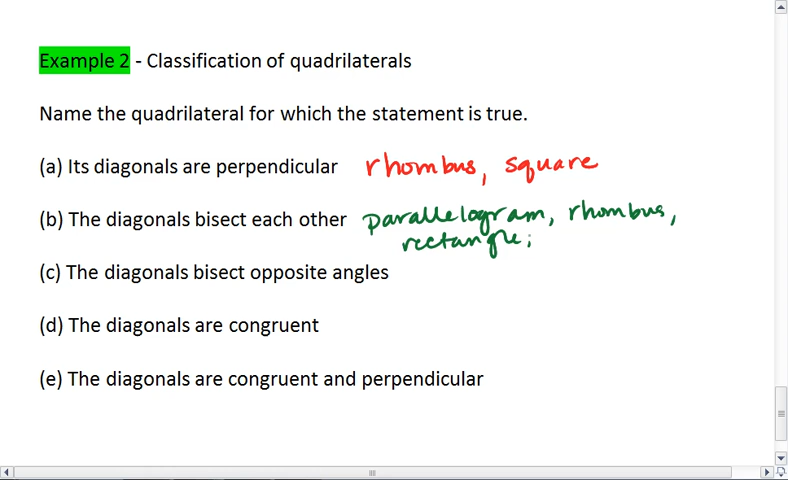 Example 2 - Classification of quadrilaterals
Name the quadrilateral for which the statement is true.
(a) Its diagonals are perpendicular rhombus, square
(b) The diagonals bisect each other parallelogram, rhombus,
rectangle,
(c) The diagonals bisect opposite angles
(d) The diagonals are congruent
(e) The diagonals are congruent and perpendicular